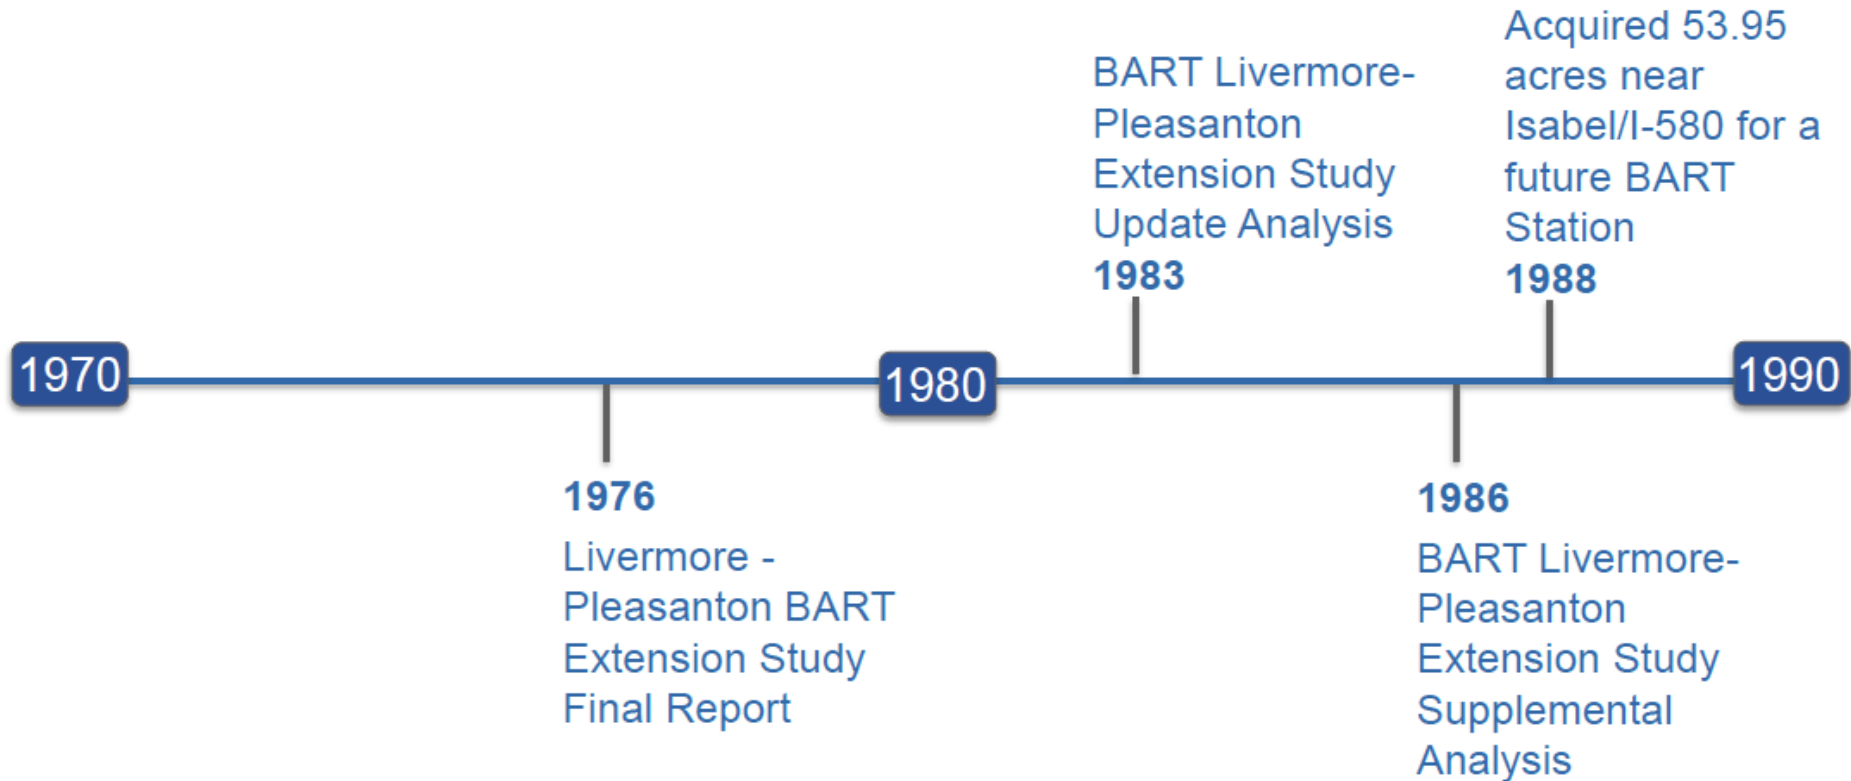 Acquired 53.95
acres near
Isabel/I-580 for a
future BART
Station
1988
BART Livermore-
Pleasanton
Extension Study
Update Analysis
1983
1970
1980
1990
1976
Livermore -
Pleasanton BART
Extension Study
Final Report
1986
BART Livermore-
Pleasanton
Extension Study
Supplemental
Analysis